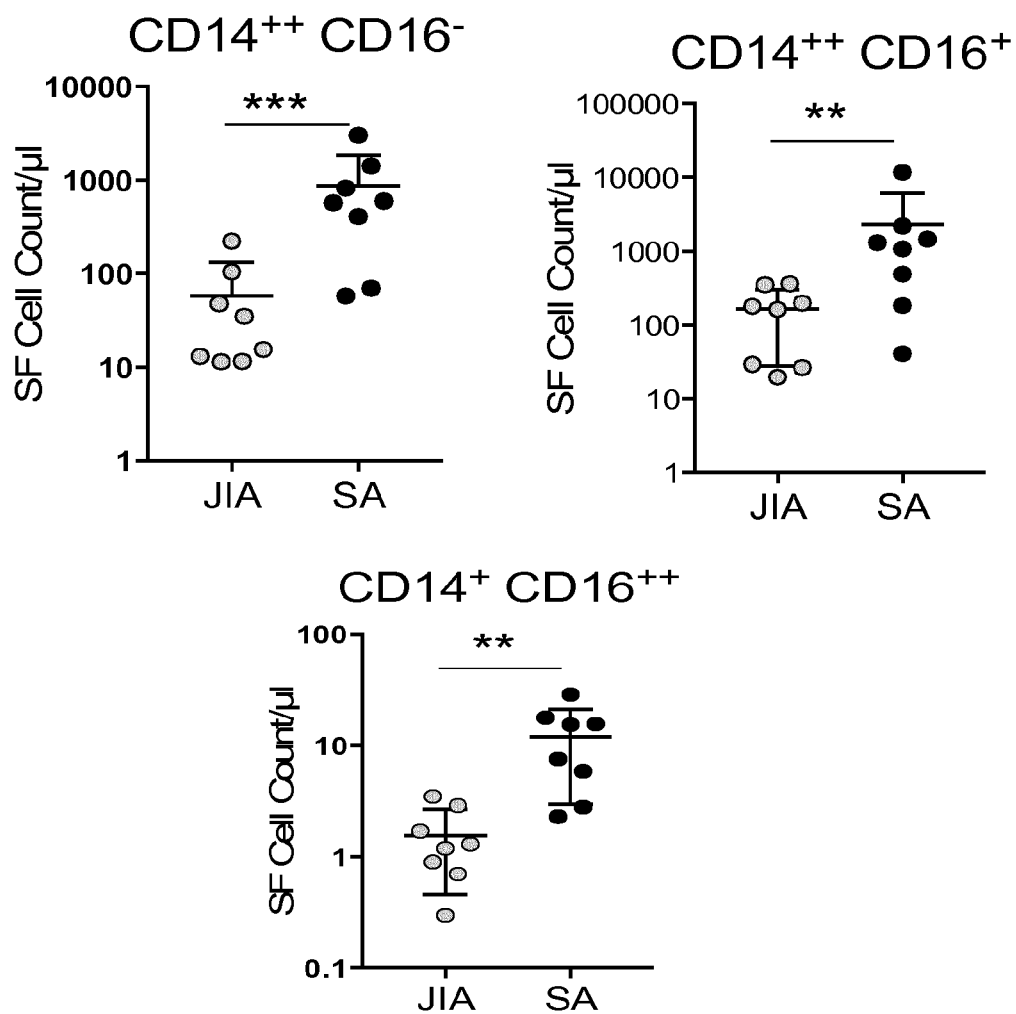 CD14++ CD16-
10000
1000
100
10
1
SF Cell Count/µl
***
JIA SA
CD14++ CD16+
100000
10000
1000
100
10
1
SF Cell Count/µl
**
JIA SA
CD14+ CD16++
100
10
1
0.1
SF Cell Count/µl
**
JIA SA